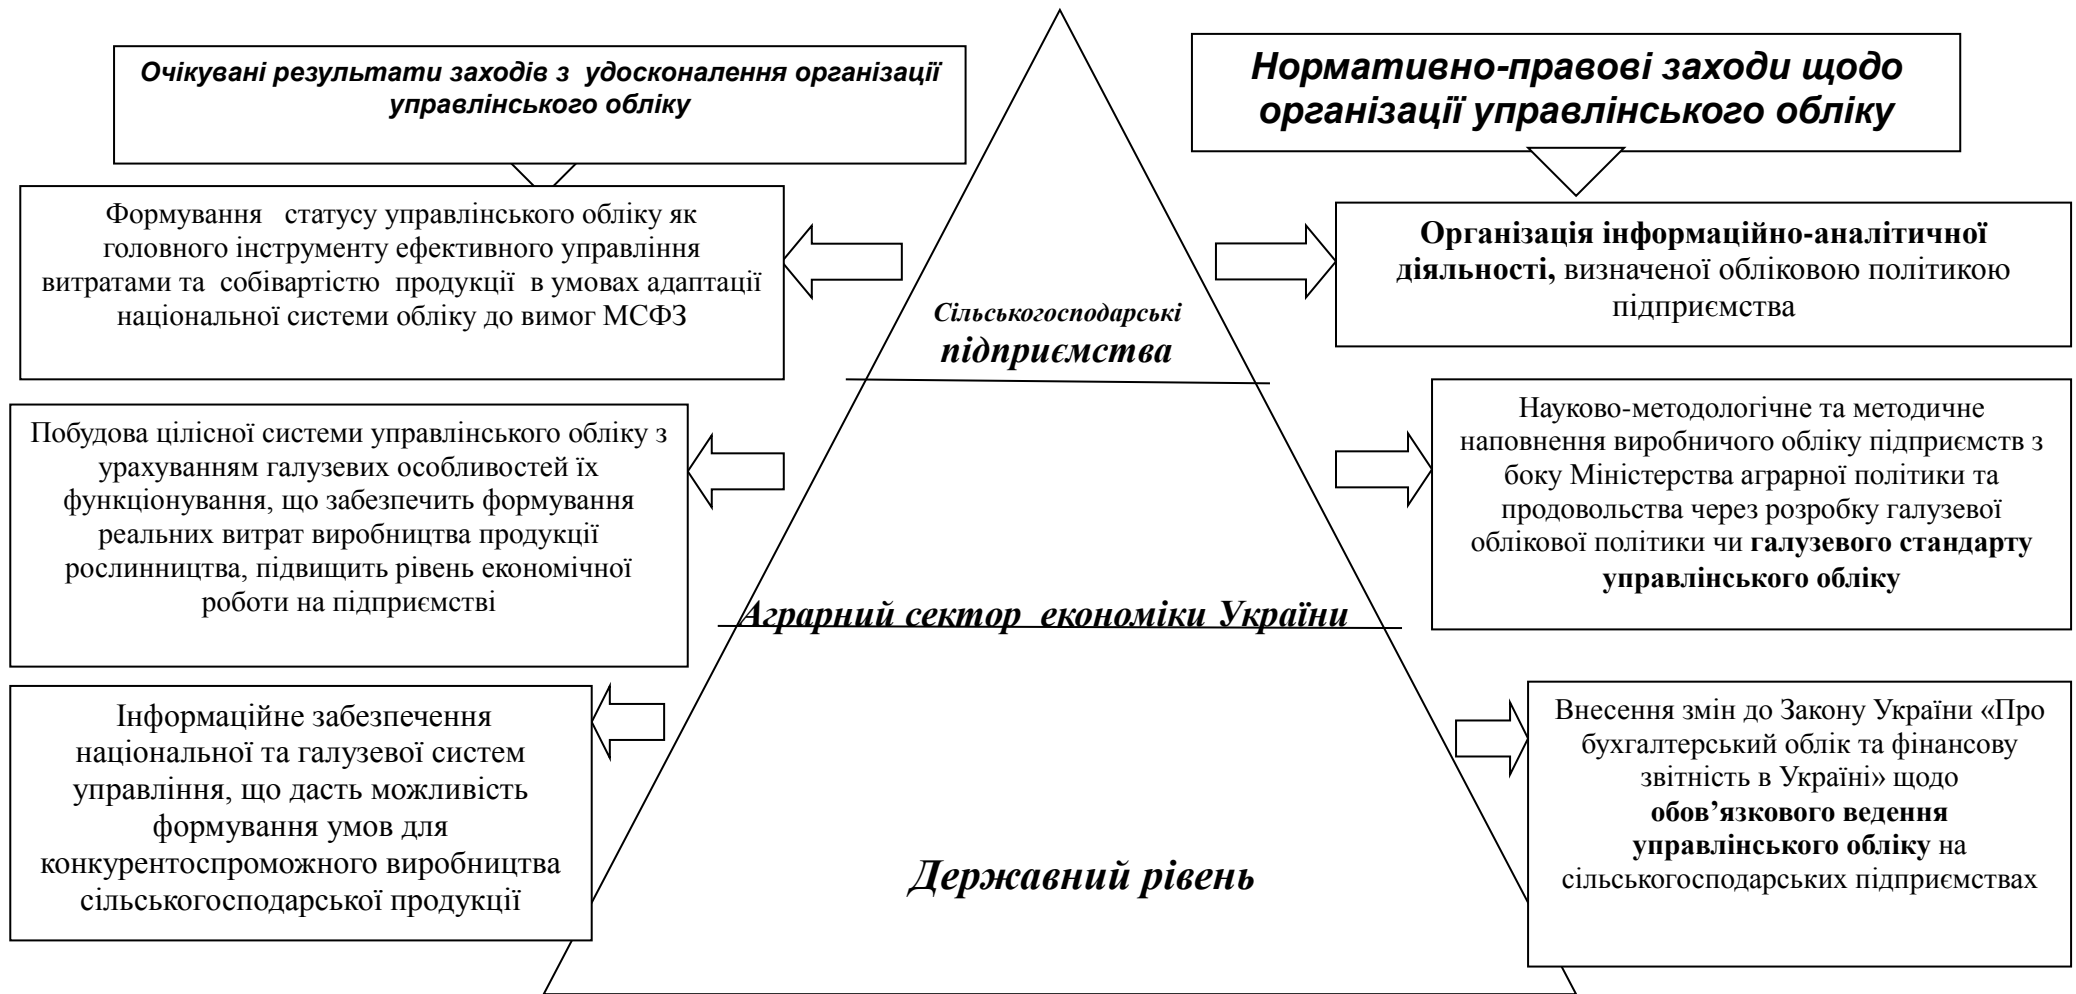 Очікувані результати заходів з удосконалення організації
управлінського обліку
Нормативно-правові заходи щодо
організації управлінського обліку
Формування статусу управлінського обліку як
головного інструменту ефективного управління
витратами та собівартістю продукції в умовах адаптації
національної системи обліку до вимог МСФЗ
Сільськогосподарські
підприємства
Організація інформаційно-аналітичної
діяльності, визначеної обліковою політикою
підприємства
Побудова цілісної системи управлінського обліку з
урахуванням галузевих особливостей їх
функціонування, що забезпечить формування
реальних витрат виробництва продукції
рослинництва, підвищить рівень економічної
роботи на підприємстві
Аграрний сектор економіки України
Науково-методологічне та методичне
наповнення виробничого обліку підприємств з
боку Міністерства аграрної політики та
продовольства через розробку галузевої
облікової політики чи галузевого стандарту
управлінського обліку
Інформаційне забезпечення
національної та галузевої систем
управління, що дасть можливість
формування умов для
конкурентоспроможного виробництва
сільськогосподарської продукції
Державний рівень
Внесення змін до Закону України «Про
бухгалтерський облік та фінансову
звітність в Україні» щодо
обов’язкового ведення
управлінського обліку на
сільськогосподарських підприємствах